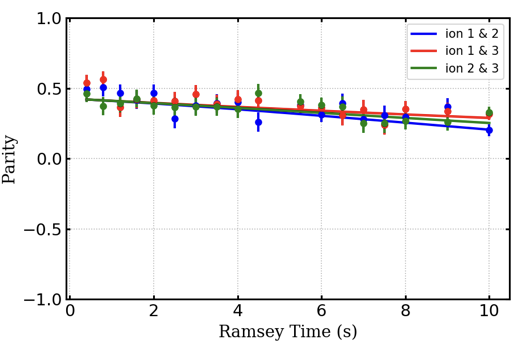 1.0
ion 1 & 2
ion 1 & 3
ion 2 & 3
0.5
0.0
−0.5
−1.0
Parity
0 2 4 6 8 10
Ramsey Time (s)